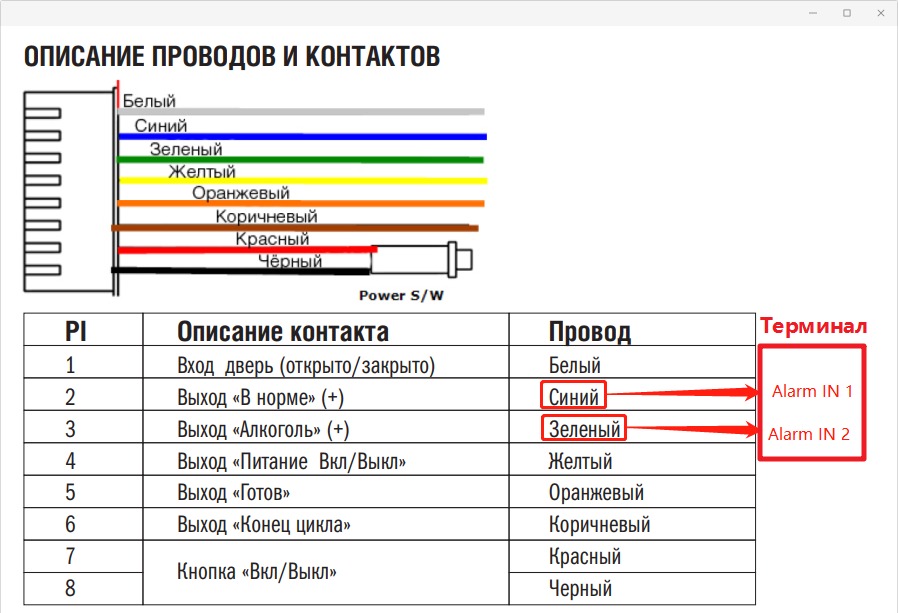 ОПИСАНИЕ ПРОВОДОВ И КОНТАКТОВ
Белый
Синий
Зеленый
Желтый
Оранжевый
Коричневый
Красный
Чёрный
Power S/W
PI Описание контакта Провод Терминал
1 Вход дверь (открыто/закрыто) Белый
2 Выход «В норме» (+) Синий Alarm IN 1
3 Выход «Алкоголь» (+) Зеленый Alarm IN 2
4 Выход «Питание Вкл/Выкл» Желтый
5 Выход «Готов» Оранжевый
6 Выход «Конец цикла» Коричневый
7 Красный
Кнопка «Вкл/Выкл»
8 Черный